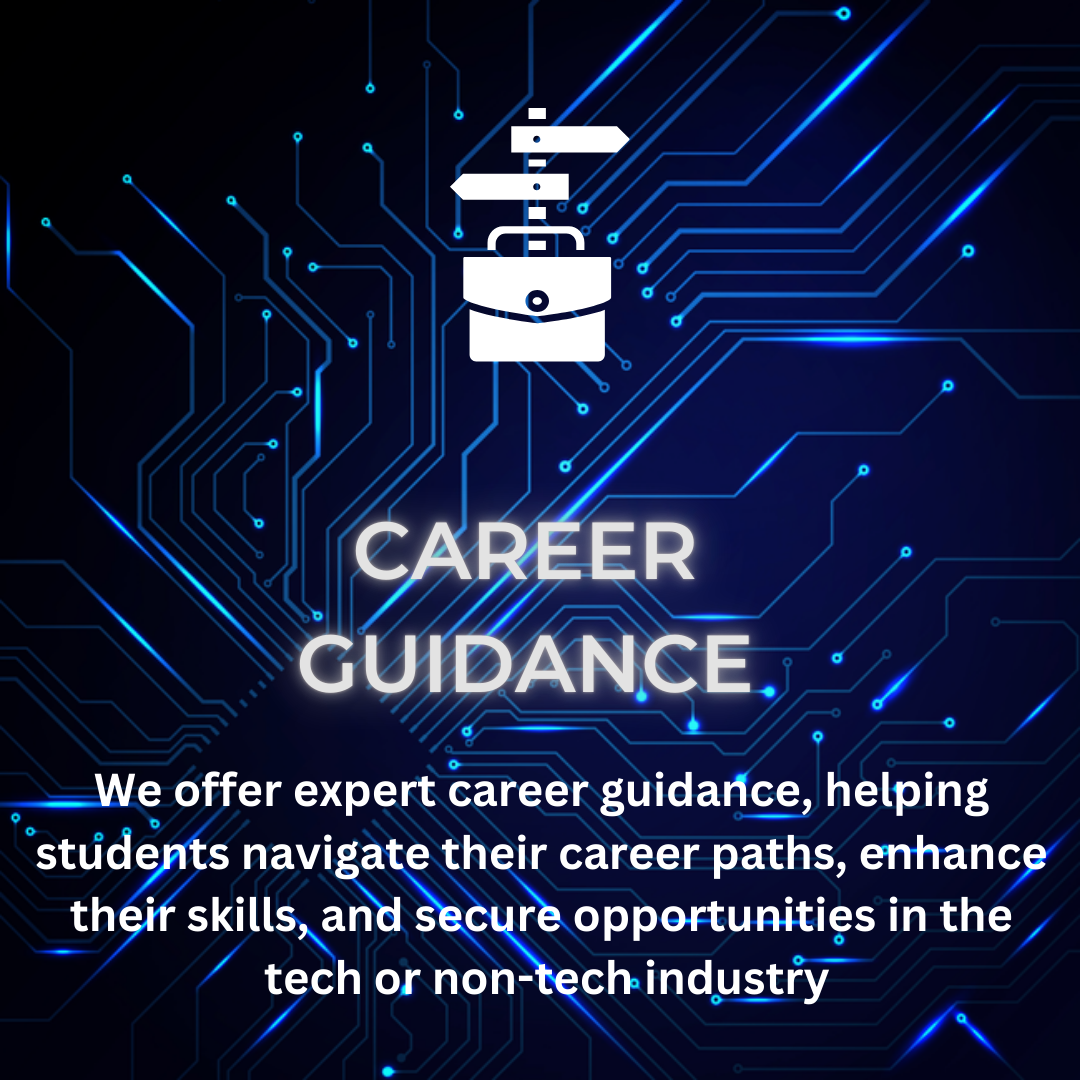 CAREER
GUIDANCE
We offer expert career guidance, helping
students navigate their career paths, enhance
their skills, and secure opportunities in the
tech or non-tech industry